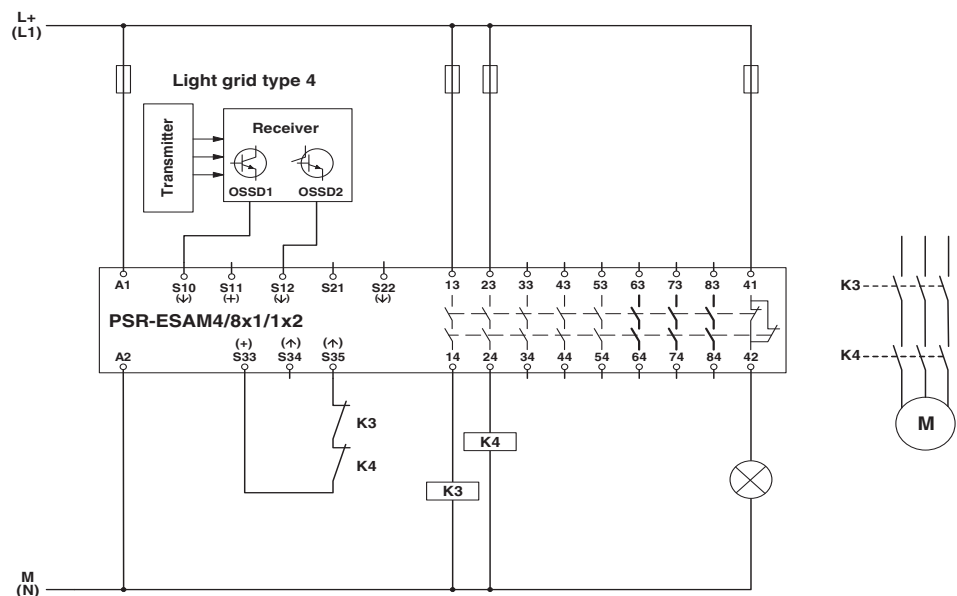 L+
(L1)
Light grid type 4
Transmitter
Receiver
OSSD1 OSSD2
A1 S10 S11 S12 S21 S22 13 23 33 43 53 63 73 83 41
(↓) (+) (↓) (↓)
PSR-ESAM4/8x1/1x2
(+) (↑) (↑)
A2 S33 S34 S35 14 24 34 44 54 64 74 84 42
K3
K4
K4
K3
K3
K4
M
M
(N)